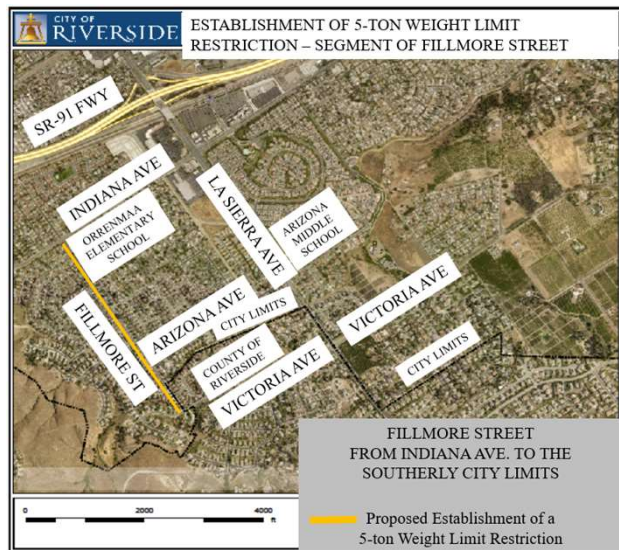 CITY OF
RIVERSIDE
ESTABLISHMENT OF 5-TON WEIGHT LIMIT
RESTRICTION – SEGMENT OF FILLMORE STREET
SR-91 FWY
INDIANA AVE
ORRENMAA
ELEMENTARY
SCHOOL
LA SIERRA AVE
ARIZONA
MIDDLE
SCHOOL
FILLMORE ST
ARIZONA AVE
CITY LIMITS
VICTORIA AVE
COUNTY OF
RIVERSIDE
VICTORIA AVE
CITY LIMITS
FILLMORE STREET
FROM INDIANA AVE. TO THE
SOUTHERLY CITY LIMITS
Proposed Establishment of a
5-ton Weight Limit Restriction
0 2000 4000
ft